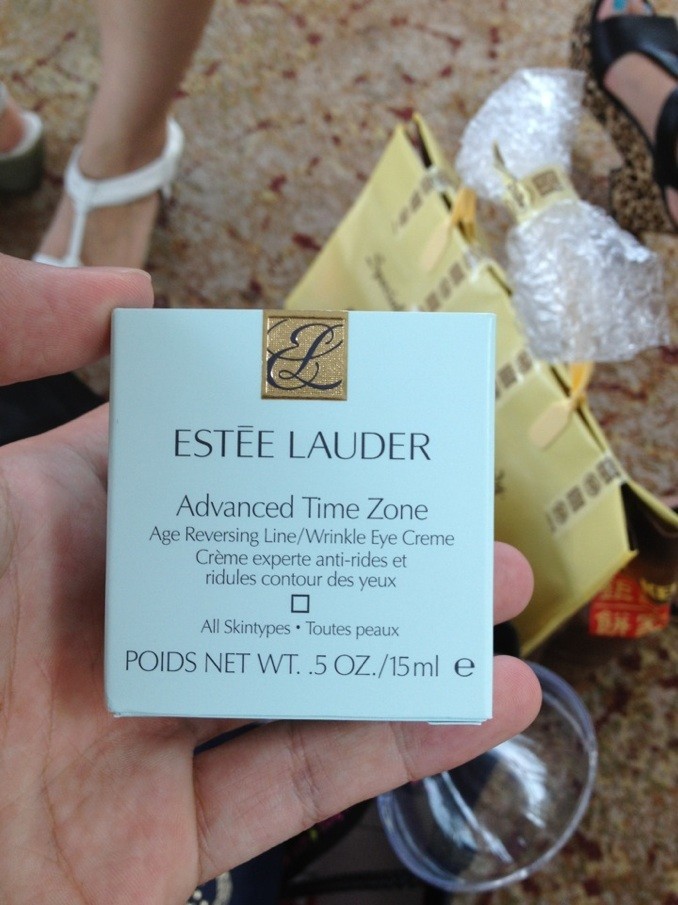 EL
ESTĒE LAUDER
Advanced Time Zone
Age Reversing Line/Wrinkle Eye Creme
Crème experte anti-rides et
ridules contour des yeux
All Skintypes • Toutes peaux
POIDS NET WT. .5 OZ./15ml ℮